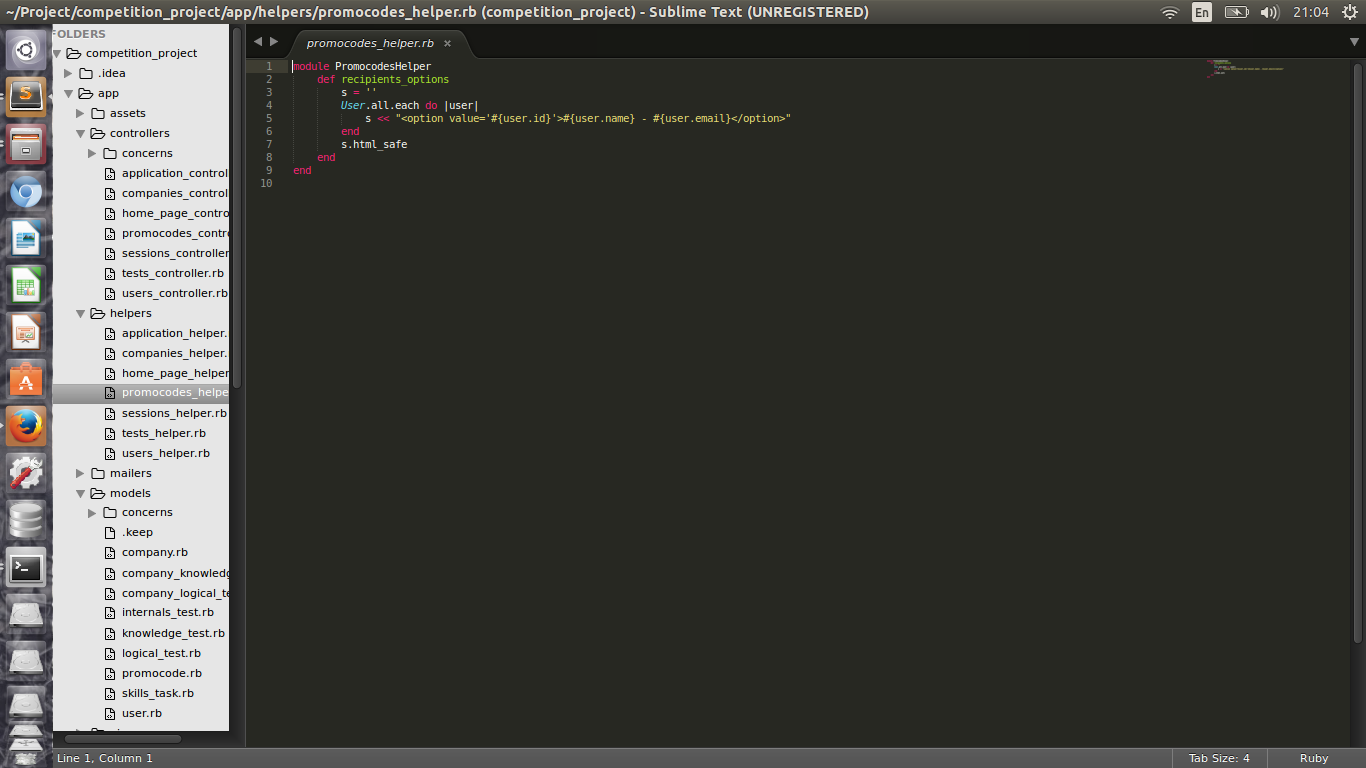 ~/Project/competition_project/app/helpers/promocodes_helper.rb (competition_project) - Sublime Text (UNREGISTERED)
En
21:04
FOLDERS
competition_project
.idea
app
assets
controllers
concerns
application_control
companies_control
home_page_contro
promocodes_contr
sessions_controller
tests_controller.rb
users_controller.rb
helpers
application_helper.
companies_helper.
home_page_helper
promocodes_helpe
sessions_helper.rb
tests_helper.rb
users_helper.rb
mailers
models
concerns
.keep
company.rb
company_knowledg
company_logical_te
internals_test.rb
knowledge_test.rb
logical_test.rb
promocode.rb
skills_task.rb
user.rb
promocodes_helper.rb ×
1 module PromocodesHelper
2 def recipients_options
3 s = ''
4 User.all.each do |user|
5 s << "<option value='#{user.id}'>#{user.name} - #{user.email}</option>"
6 end
7 s.html_safe
8 end
9 end
10
Line 1, Column 1
Tab Size: 4
Ruby